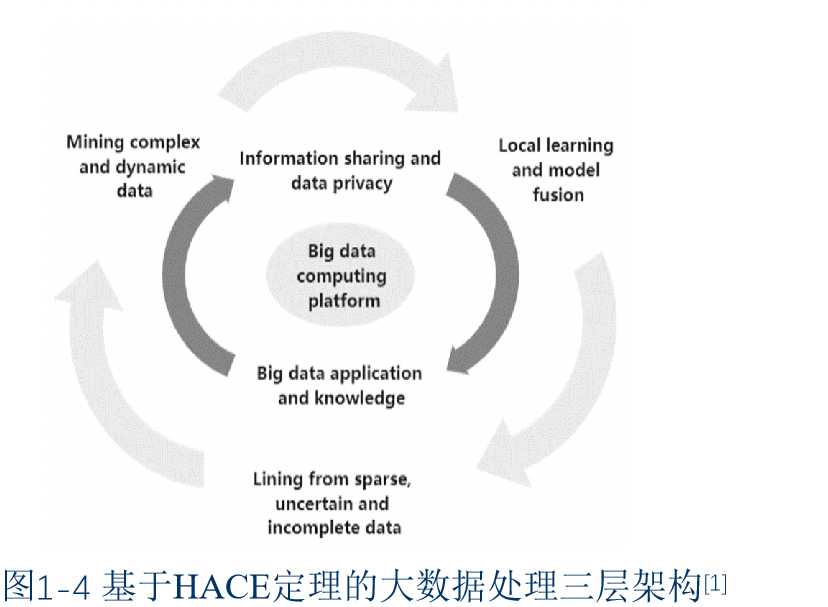 Mining complex
and dynamic
data
Information sharing and
data privacy
Local learning
and model
fusion
Big data
computing
platform
Big data application
and knowledge
Lining from sparse,
uncertain and
incomplete data
图1-4 基于HACE定理的大数据处理三层架构[1]